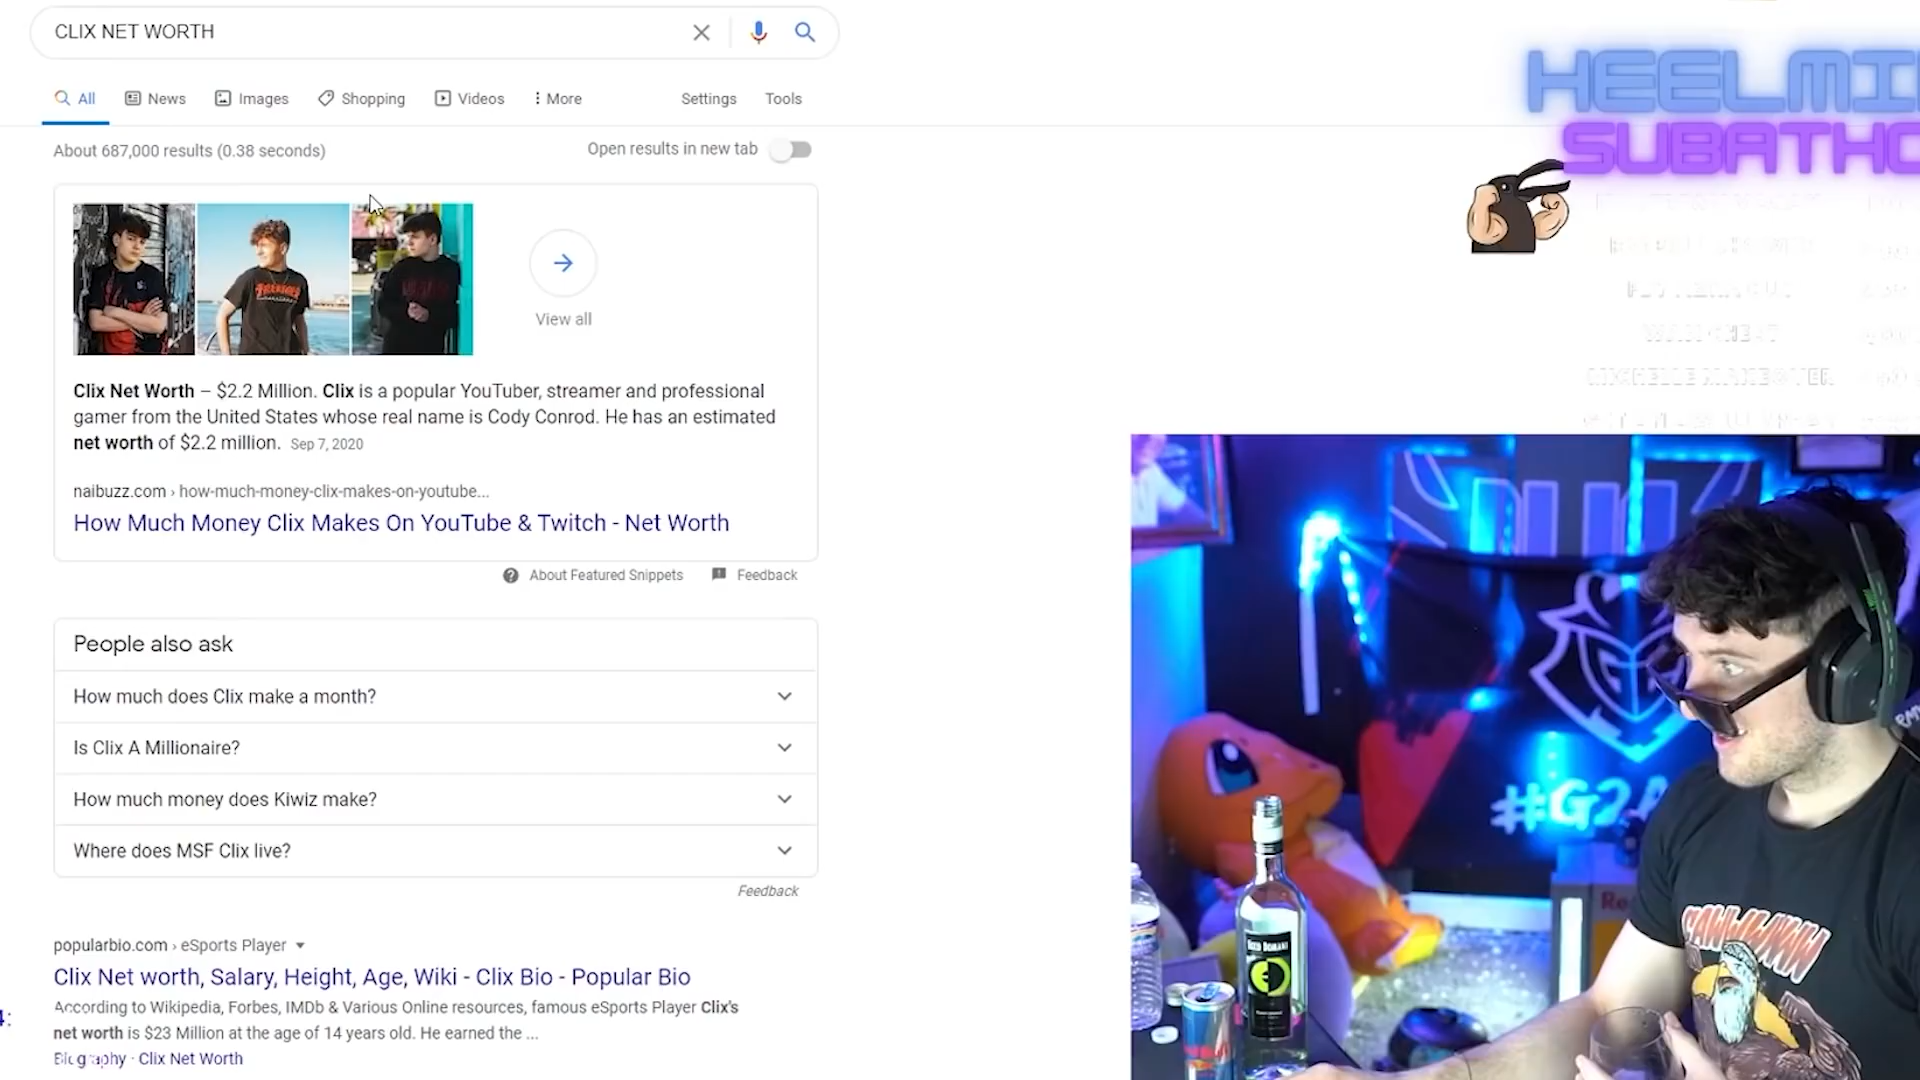 CLIX NET WORTH
HEELMI
All News Images Shopping Videos More Settings Tools
SUBATHO
About 687,000 results (0.38 seconds) Open results in new tab
View all
Clix Net Worth – $2.2 Million. Clix is a popular YouTuber, streamer and professional
gamer from the United States whose real name is Cody Conrod. He has an estimated
net worth of $2.2 million. Sep 7, 2020
naibuzz.com › how-much-money-clix-makes-on-youtube...
How Much Money Clix Makes On YouTube & Twitch - Net Worth
About Featured Snippets Feedback
People also ask
How much does Clix make a month?
Is Clix A Millionaire?
How much money does Kiwiz make?
Where does MSF Clix live?
Feedback
#G2A
popularbio.com › eSports Player
Clix Net worth, Salary, Height, Age, Wiki - Clix Bio - Popular Bio
According to Wikipedia, Forbes, IMDb & Various Online resources, famous eSports Player Clix's
net worth is $23 Million at the age of 14 years old. He earned the ...
Biography · Clix Net Worth